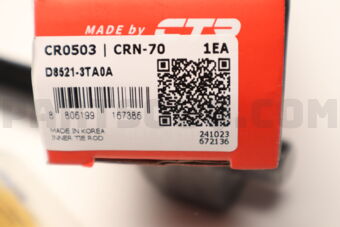 MADE by CTR
CR0503 | CRN-70 1EA
D8521-3TA0A
8 806199 167386
MADE IN KOREA
INNER TIE ROD
241023
672136